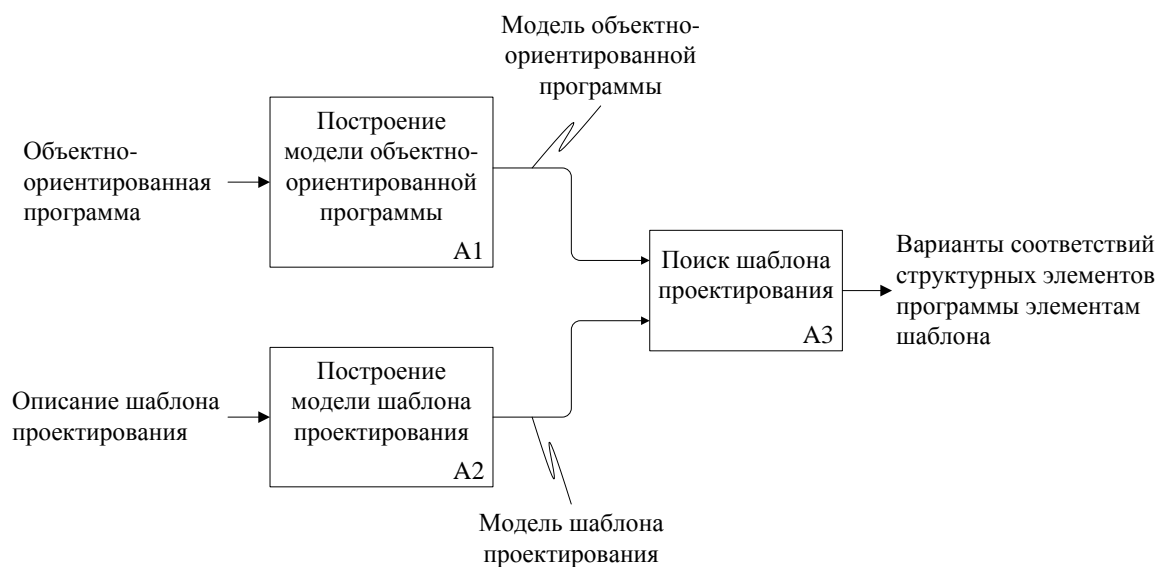 Модель объектно-
ориентированной
программы
Построение
модели объектно-
ориентированной
программы
A1
Объектно-
ориентированная
программа
Поиск шаблона
проектирования
A3
Варианты соответствий
структурных элементов
программы элементам
шаблона
Построение
модели шаблона
проектирования
A2
Описание шаблона
проектирования
Модель шаблона
проектирования